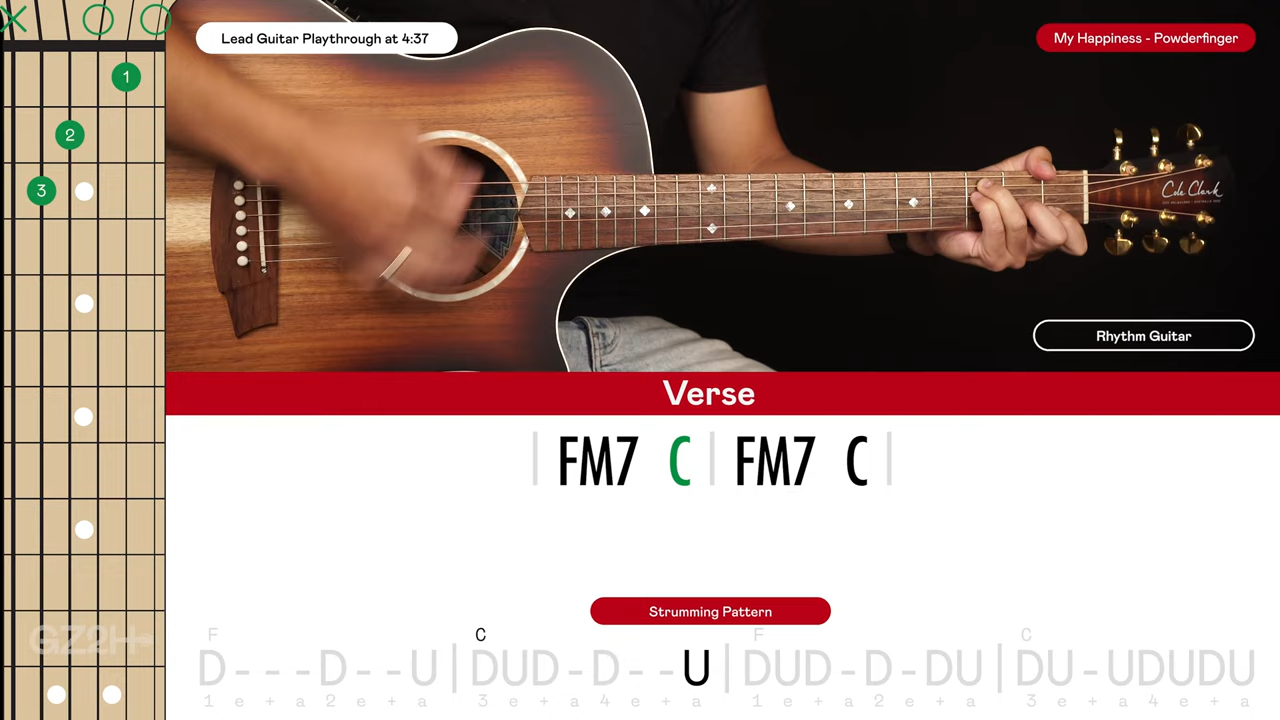 X
1
2
3
Lead Guitar Playthrough at 4:37
My Happiness - Powderfinger
Cole Clark
Rhythm Guitar
Verse
| FM7 C | FM7 C |
Strumming Pattern
F C F C
D---D--U|DUD-D--U|DUD-D-DU|DU-UDUDU
1 e + a 2 e + a 3 e + a 4 e + a 1 e + a 2 e + a 3 e + a 4 e + a
GZ2H